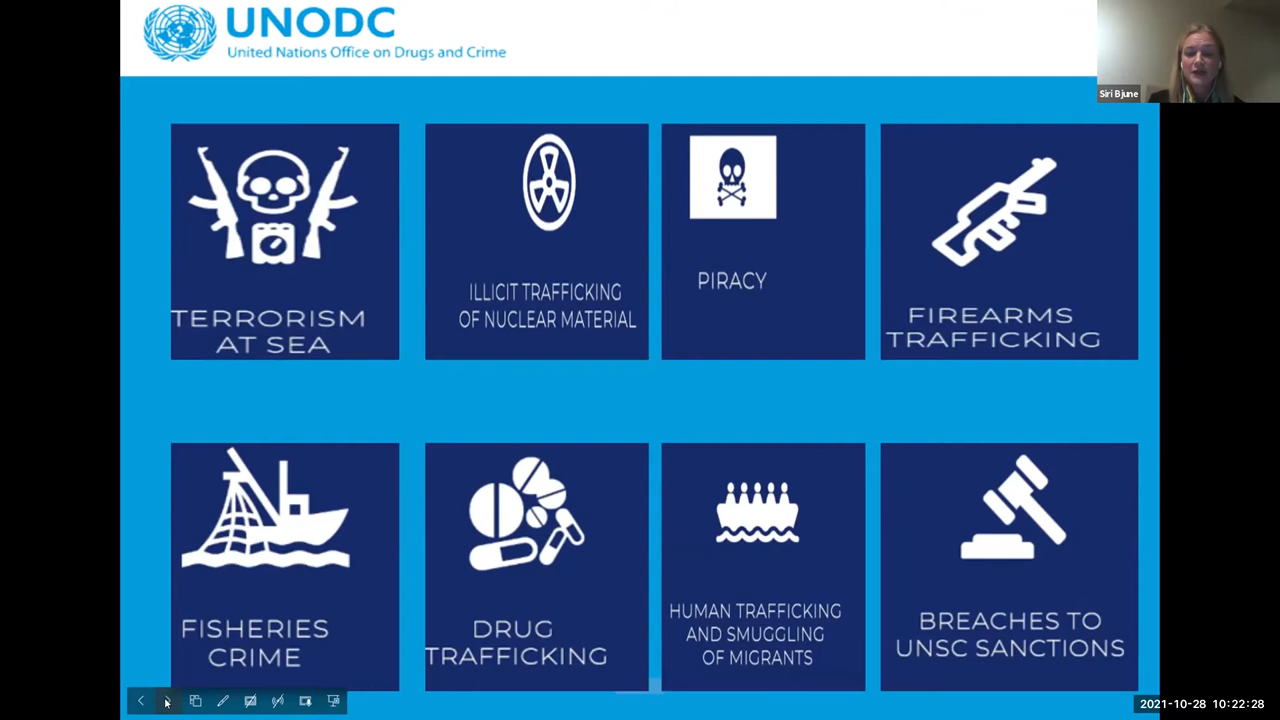 UNODC
United Nations Office on Drugs and Crime
Siri Bjune
TERRORISM
AT SEA
ILLICIT TRAFFICKING
OF NUCLEAR MATERIAL
PIRACY
FIREARMS
TRAFFICKING
FISHERIES
CRIME
DRUG
TRAFFICKING
HUMAN TRAFFICKING
AND SMUGGLING
OF MIGRANTS
BREACHES TO
UNSC SANCTIONS
2021-10-28 10:22:28